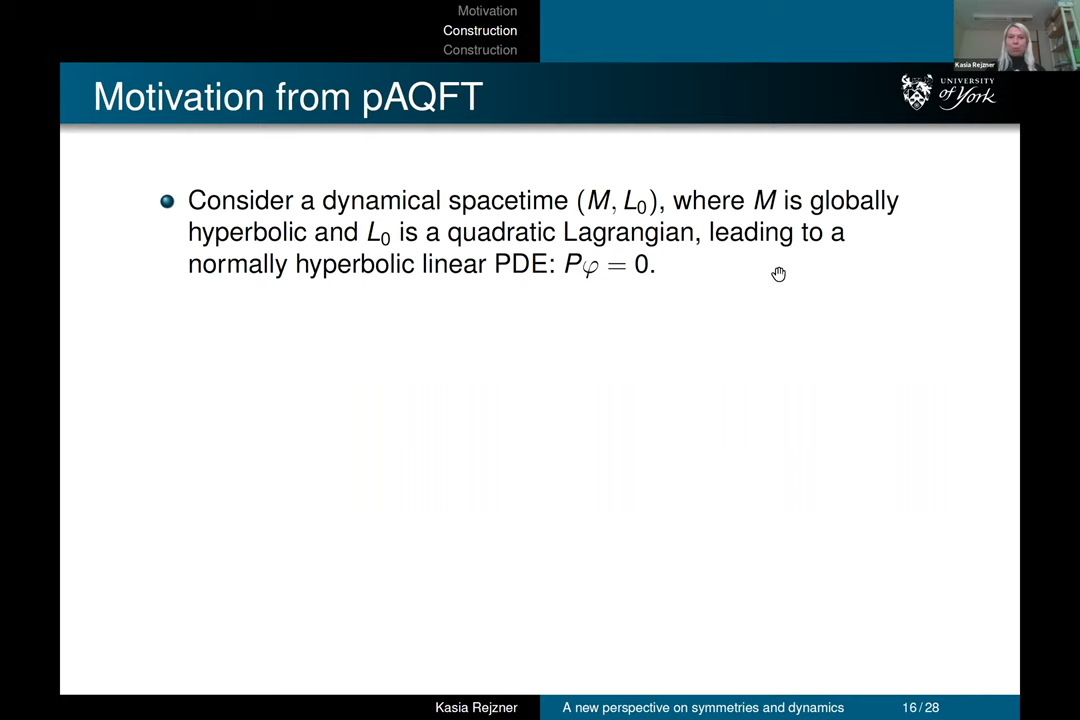 Motivation
Construction
Construction
Kasia Rejzner
Motivation from pAQFT
UNIVERSITY
of York
Consider a dynamical spacetime (M, L₀), where M is globally
hyperbolic and L₀ is a quadratic Lagrangian, leading to a
normally hyperbolic linear PDE: Pφ = 0.
Kasia Rejzner
A new perspective on symmetries and dynamics
16 / 28